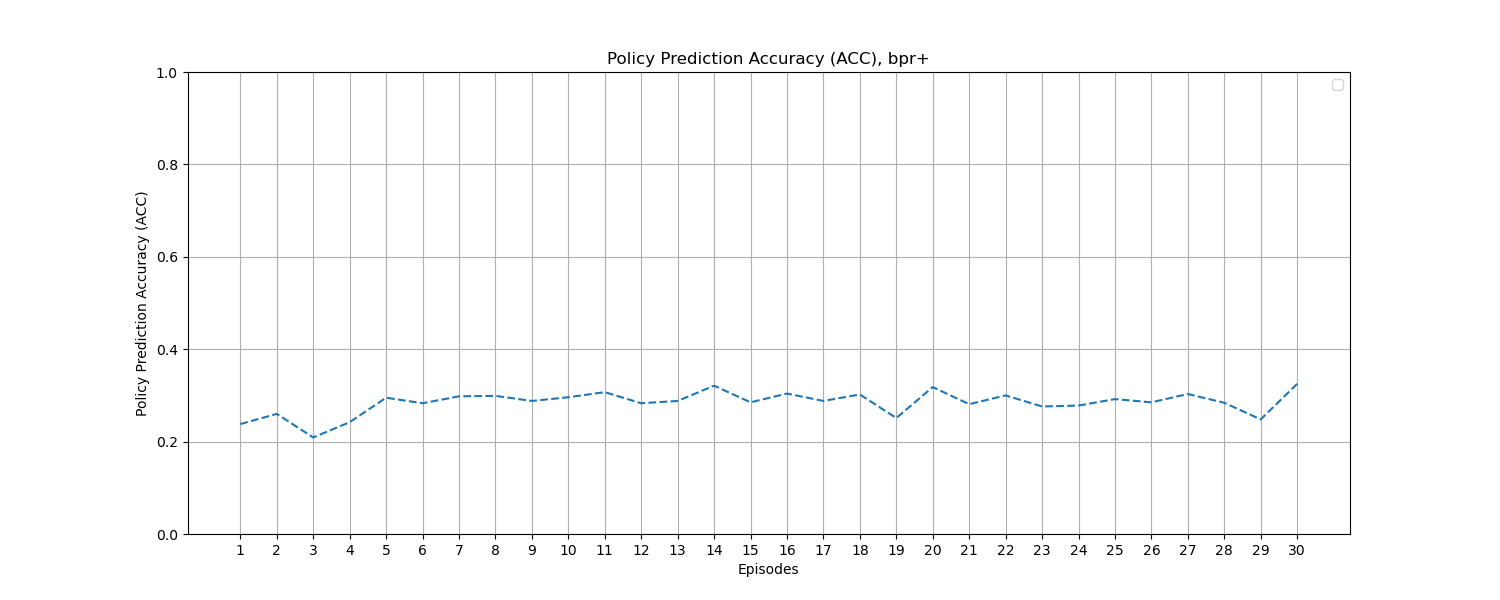 Policy Prediction Accuracy (ACC), bpr+
1.0
0.8
0.6
0.4
0.2
0.0
Policy Prediction Accuracy (ACC)
1 2 3 4 5 6 7 8 9 10 11 12 13 14 15 16 17 18 19 20 21 22 23 24 25 26 27 28 29 30
Episodes